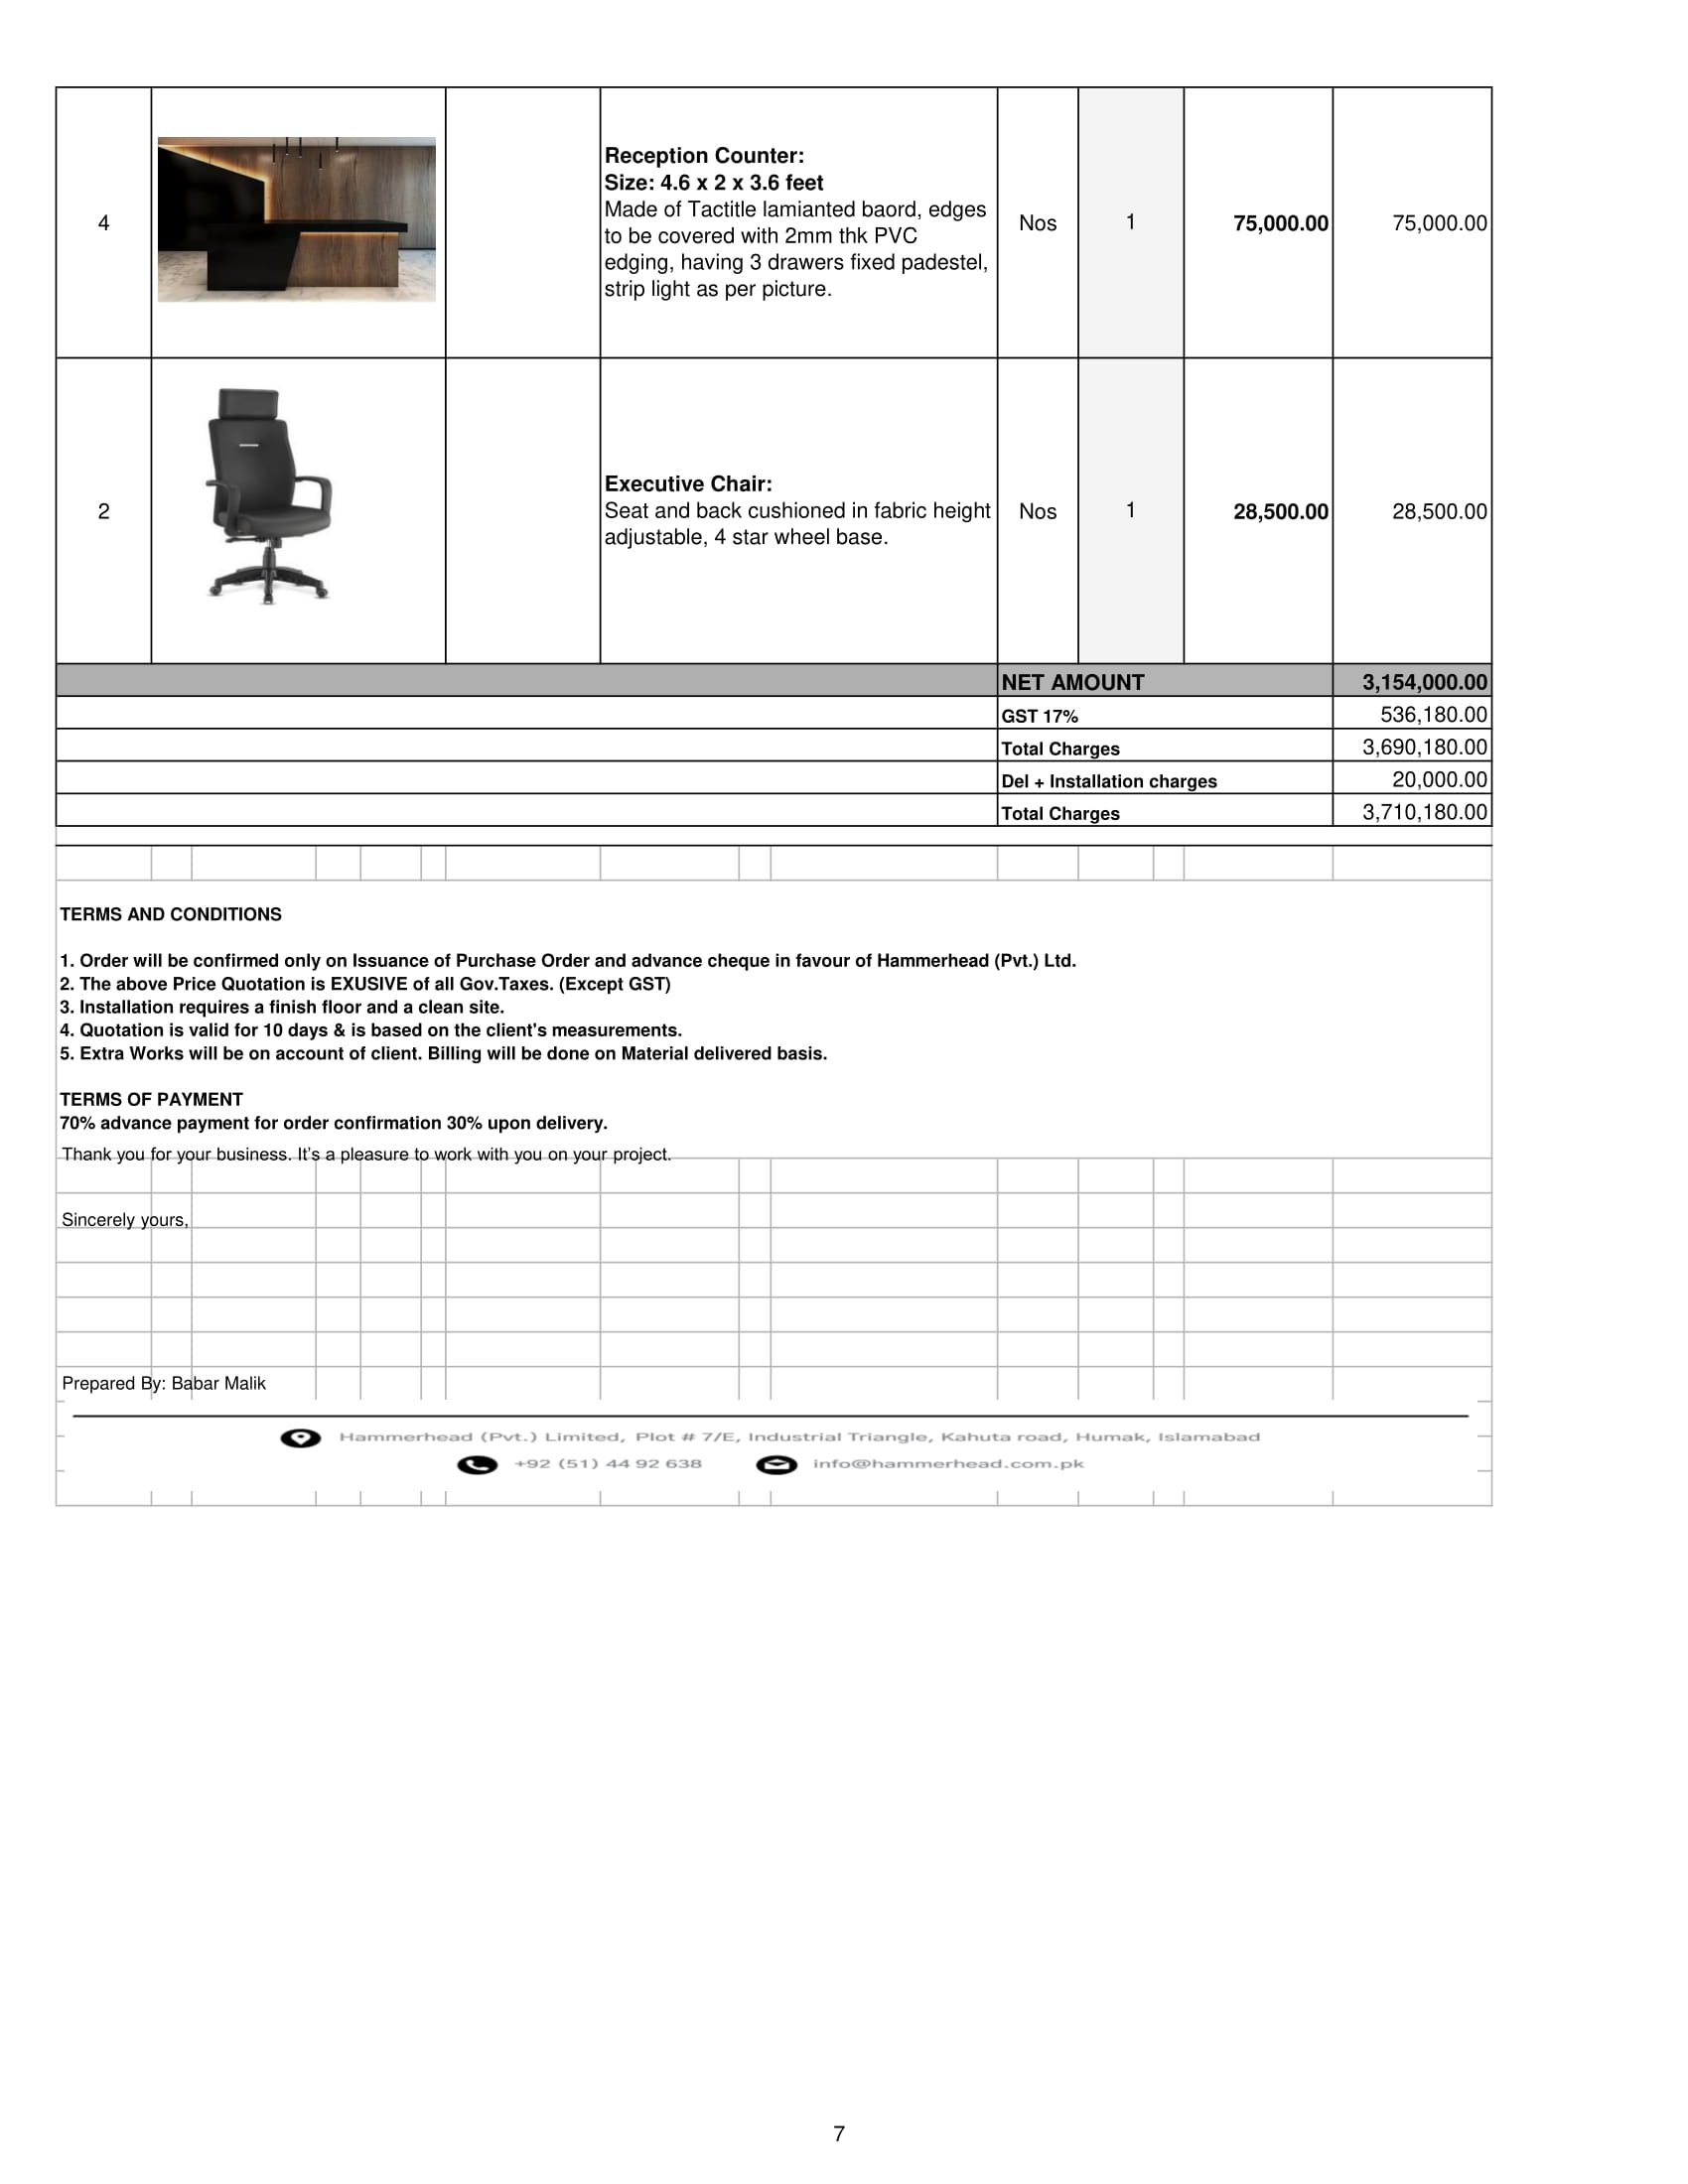 4
Reception Counter:
Size: 4.6 x 2 x 3.6 feet
Made of Tactitle lamianted baord, edges
to be covered with 2mm thk PVC
edging, having 3 drawers fixed padestel,
strip light as per picture.
Nos 1 75,000.00 75,000.00
2
Executive Chair:
Seat and back cushioned in fabric height
adjustable, 4 star wheel base.
Nos 1 28,500.00 28,500.00
NET AMOUNT 3,154,000.00
GST 17% 536,180.00
Total Charges 3,690,180.00
Del + Installation charges 20,000.00
Total Charges 3,710,180.00
TERMS AND CONDITIONS
1. Order will be confirmed only on Issuance of Purchase Order and advance cheque in favour of Hammerhead (Pvt.) Ltd.
2. The above Price Quotation is EXUSIVE of all Gov.Taxes. (Except GST)
3. Installation requires a finish floor and a clean site.
4. Quotation is valid for 10 days & is based on the client's measurements.
5. Extra Works will be on account of client. Billing will be done on Material delivered basis.
TERMS OF PAYMENT
70% advance payment for order confirmation 30% upon delivery.
Thank you for your business. It's a pleasure to work with you on your project.
Sincerely yours,
Prepared By: Babar Malik
Hammerhead (Pvt.) Limited, Plot # 7/E, Industrial Triangle, Kahuta road, Humak, Islamabad
+92 (51) 44 92 638 info@hammerhead.com.pk
7